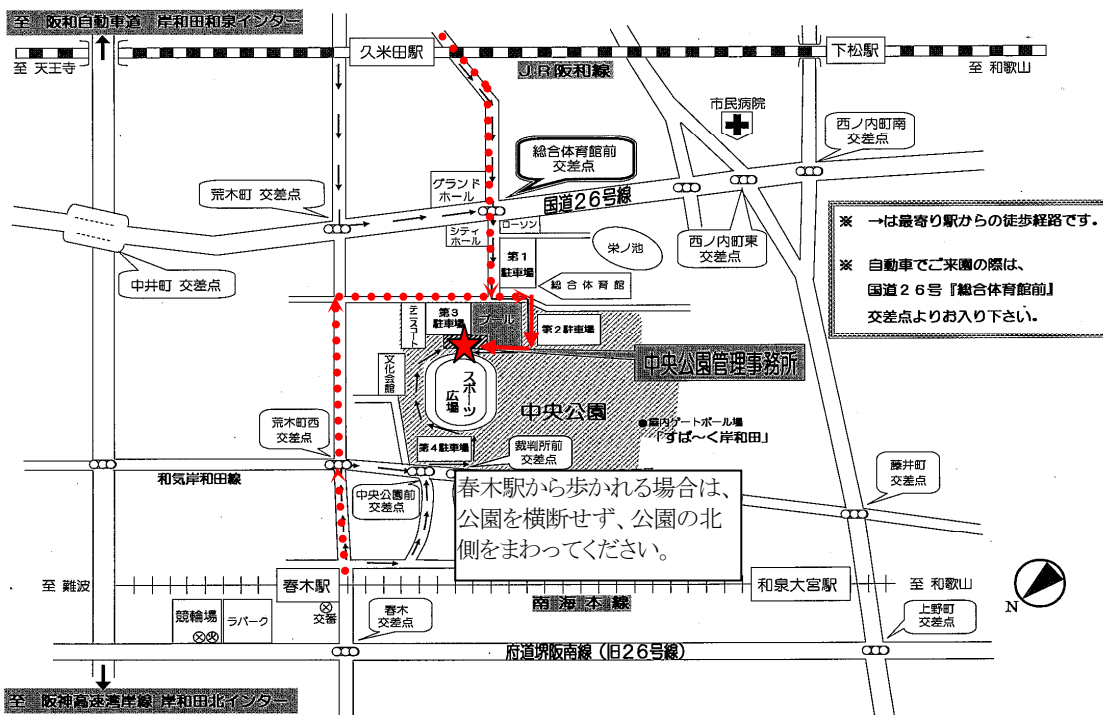 至 阪和自動車道 岸和田和泉インター
久米田駅
下松駅
至 天王寺
JR阪和線
至 和歌山
市民病院
西ノ内町南
交差点
総合体育館前
交差点
荒木町 交差点
グランド
ホール
国道26号線
シティ
ホール
ローソン
栄ノ池
西ノ内町東
交差点
※ →は最寄り駅からの徒歩経路です。
※ 自動車でご来園の際は、
国道26号『総合体育館前』
交差点よりお入り下さい。
中井町 交差点
第1
駐車場
総合体育館
テニスコート
第3
駐車場
プール
第2駐車場
中央公園管理事務所
文化会館
スポーツ
広場
中央公園
●屋内ゲートボール場
「すぱ～く岸和田」
荒木町西
交差点
第4駐車場
裁判所前
交差点
和気岸和田線
中央公園前
交差点
藤井町
交差点
春木駅から歩かれる場合は、
公園を横断せず、公園の北
側をまわってください。
至 難波
春木駅
和泉大宮駅
至 和歌山
南海本線
N
競輪場
ラパーク
交番
春木
交差点
上野町
交差点
府道堺阪南線(旧26号線)
至 阪神高速湾岸線 岸和田北インター